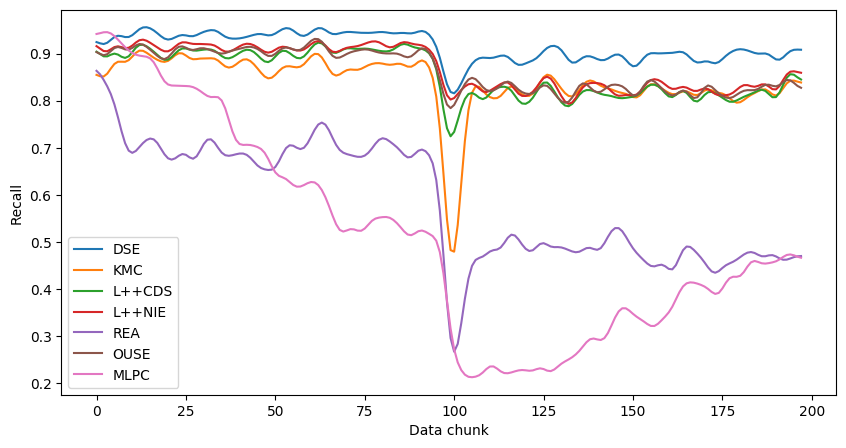 0.9
0.8
0.7
0.6
0.5
0.4
0.3
0.2
Recall
DSE
KMC
L++CDS
L++NIE
REA
OUSE
MLPC
0 25 50 75 100 125 150 175 200
Data chunk